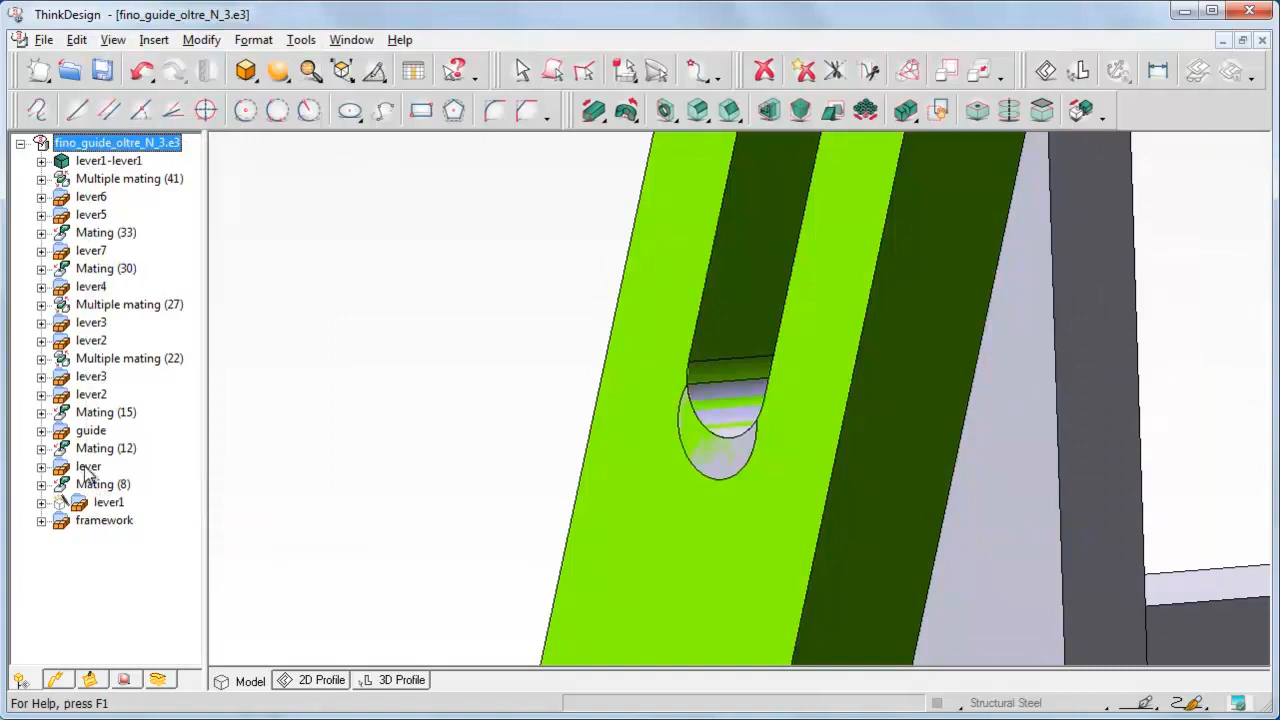 ThinkDesign - [fino_guide_oltre_N_3.e3]
File Edit View Insert Modify Format Tools Window Help
fino_guide_oltre_N_3.e3
lever1-lever1
Multiple mating (41)
lever6
lever5
Mating (33)
lever7
Mating (30)
lever4
Multiple mating (27)
lever3
lever2
Multiple mating (22)
lever3
lever2
Mating (15)
guide
Mating (12)
lever
Mating (8)
lever1
framework
Model 2D Profile 3D Profile
For Help, press F1
Structural Steel